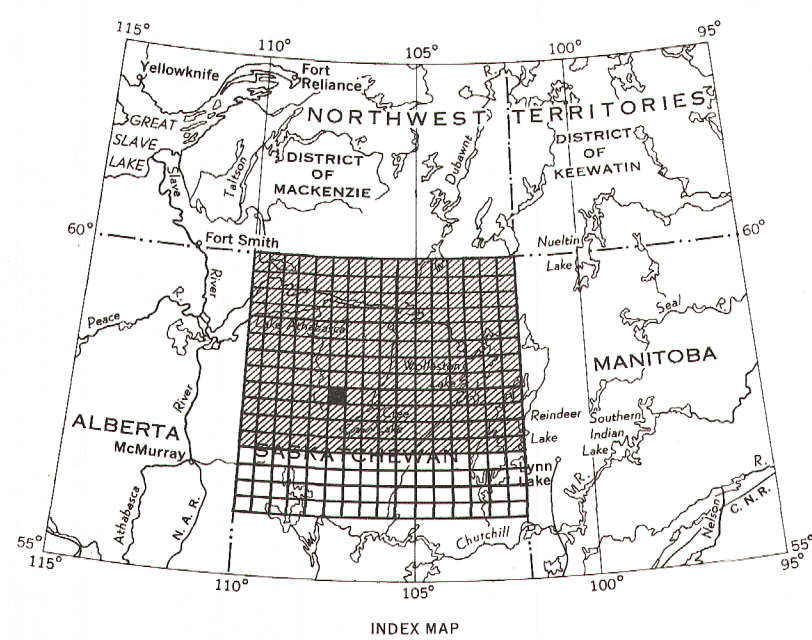 115°
110°
105°
100°
95°
Yellowknife
Fort
Reliance
R.
NORTHWEST TERRITORIES
GREAT
SLAVE
LAKE
Slave
Taltson
R.
DISTRICT
OF
MACKENZIE
Dubawnt
DISTRICT
OF
KEEWATIN
60°
Fort Smith
Nueltin
Lake
60°
River
Peace
R.
Lake Athabasca
Seal R.
Wollaston
Lake
MANITOBA
River
Cree
Lake
Reindeer
Lake
Southern
Indian
Lake
ALBERTA
McMurray
SASKATCHEWAN
Lynn
Lake
R.
R.
Athabasca
N. A. R.
Churchill
Nelson
C. N. R.
55°
115°
110°
105°
100°
55°
95°
INDEX MAP